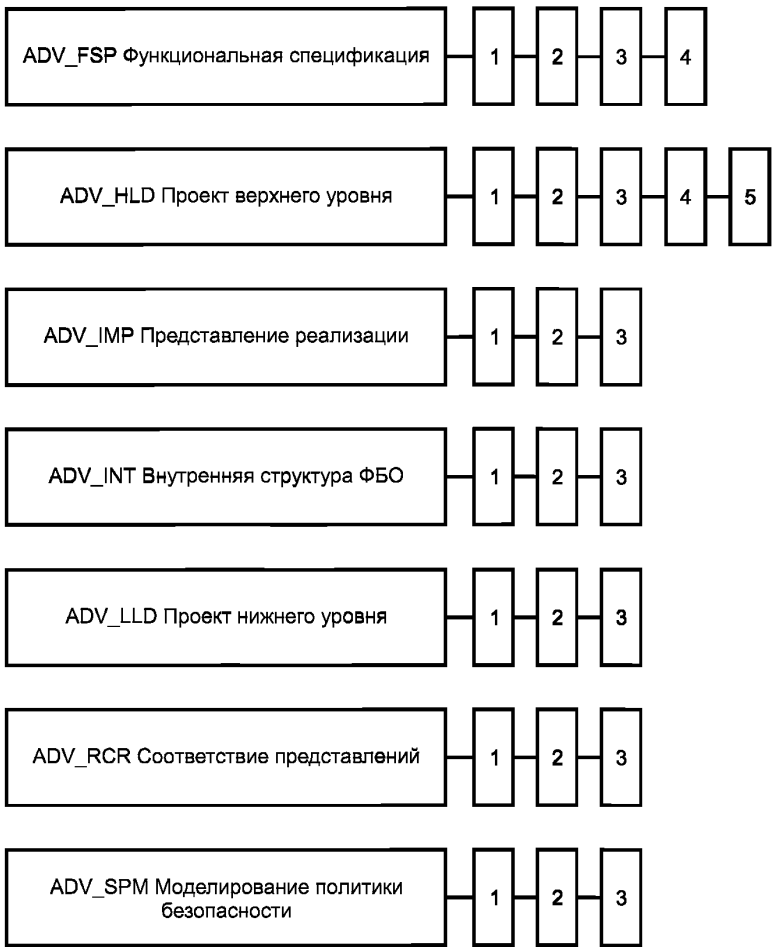 ADV_FSP Функциональная спецификация 1 2 3 4
ADV_HLD Проект верхнего уровня 1 2 3 4 5
ADV_IMP Представление реализации 1 2 3
ADV_INT Внутренняя структура ФБО 1 2 3
ADV_LLD Проект нижнего уровня 1 2 3
ADV_RCR Соответствие представлений 1 2 3
ADV_SPM Моделирование политики
безопасности 1 2 3